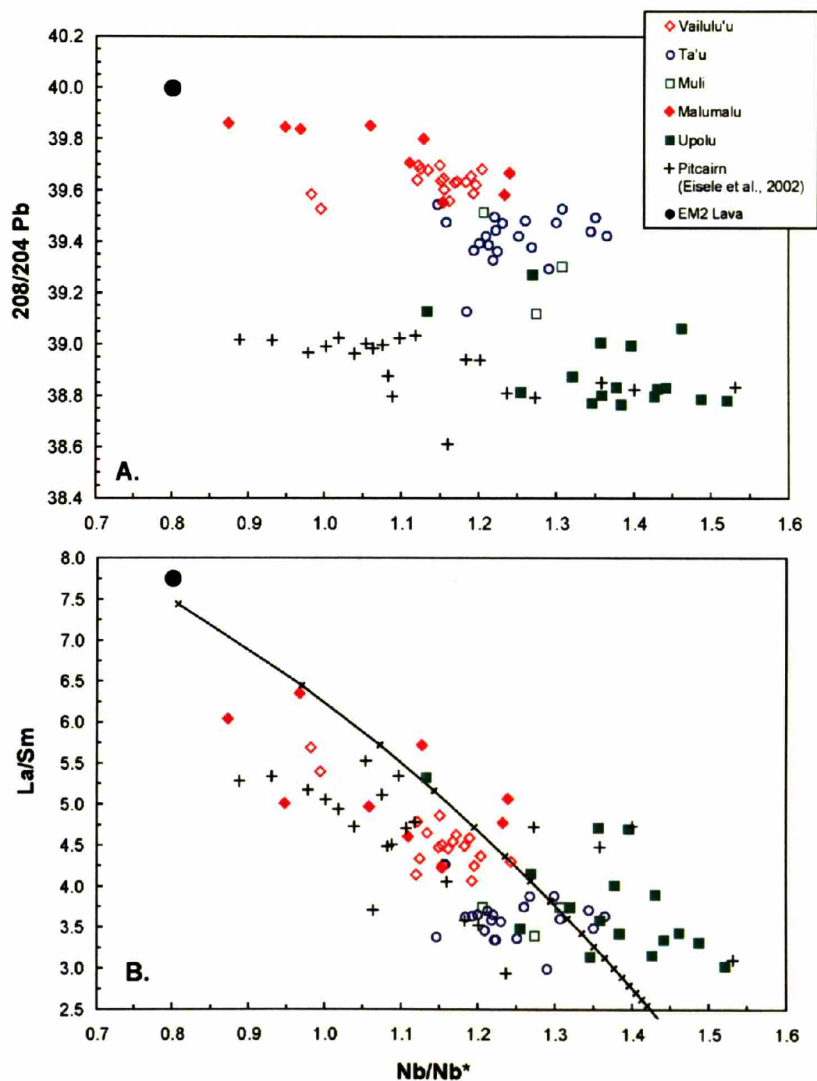 Vailulu'u
Ta'u
Muli
Malumalu
Upolu
Pitcairn
(Eisele et al., 2002)
EM2 Lava
208/204 Pb
40.2
40.0
39.8
39.6
39.4
39.2
39.0
38.8
38.6
38.4
A.
0.7 0.8 0.9 1.0 1.1 1.2 1.3 1.4 1.5 1.6
La/Sm
8.0
7.5
7.0
6.5
6.0
5.5
5.0
4.5
4.0
3.5
3.0
2.5
B.
0.7 0.8 0.9 1.0 1.1 1.2 1.3 1.4 1.5 1.6
Nb/Nb*